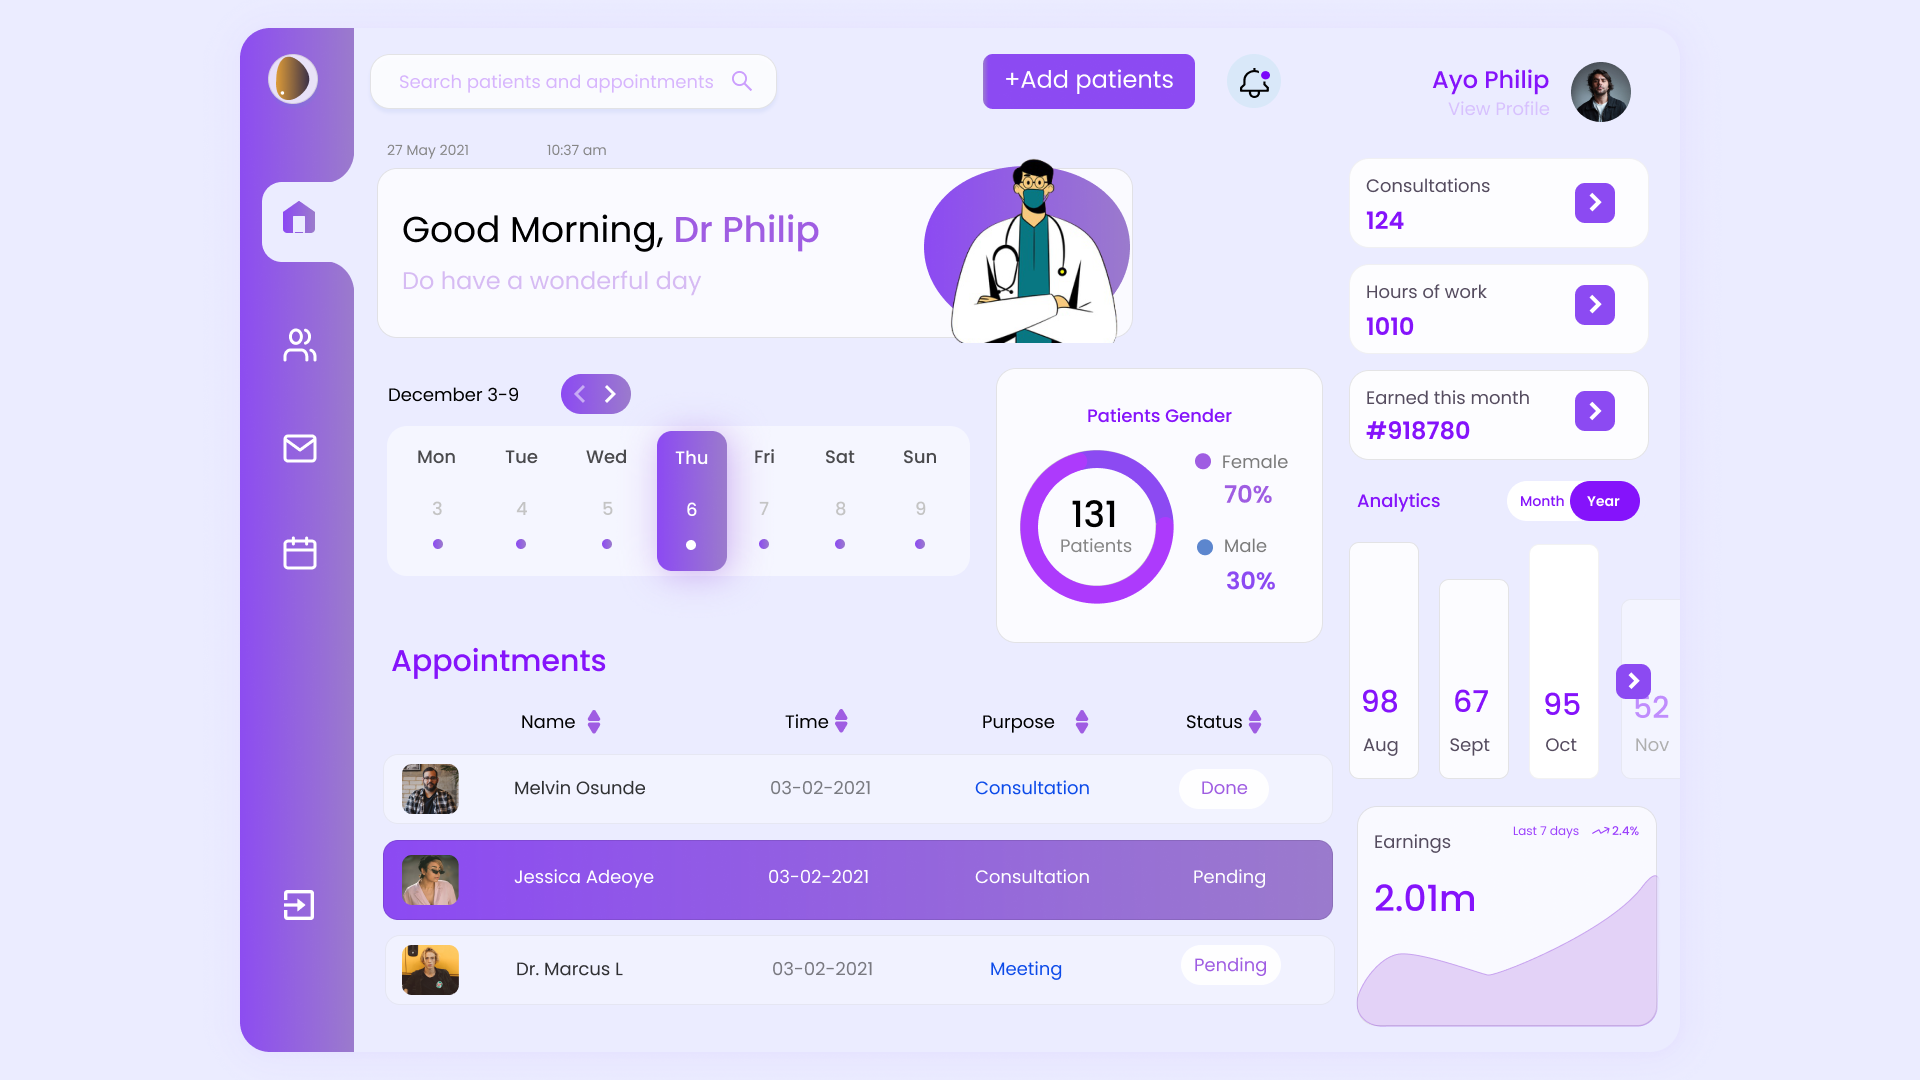 Search patients and appointments
+Add patients
Ayo Philip
View Profile
27 May 2021 10:37 am
Good Morning, Dr Philip
Do have a wonderful day
Consultations
124
Hours of work
1010
Earned this month
#918780
December 3-9
Mon Tue Wed Thu Fri Sat Sun
3 4 5 6 7 8 9
Patients Gender
131
Patients
Female
70%
Male
30%
Analytics
Month Year
98 67 95 52
Aug Sept Oct Nov
Appointments
Name Time Purpose Status
Melvin Osunde 03-02-2021 Consultation Done
Jessica Adeoye 03-02-2021 Consultation Pending
Dr. Marcus L 03-02-2021 Meeting Pending
Last 7 days 2.4%
Earnings
2.01m